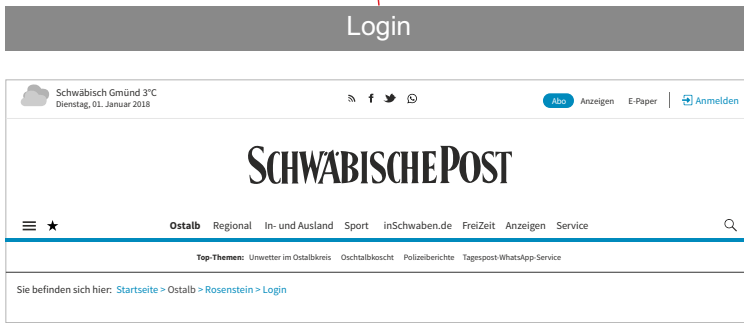 Login
Schwäbisch Gmünd 3°C
Dienstag, 01. Januar 2018
Abo Anzeigen E-Paper Anmelden
SCHWÄBISCHE POST
Ostalb Regional In- und Ausland Sport inSchwaben.de FreiZeit Anzeigen Service
Top-Themen: Unwetter im Ostalbkreis Oschtalbkoscht Polizeiberichte Tagespost-WhatsApp-Service
Sie befinden sich hier: Startseite > Ostalb > Rosenstein > Login